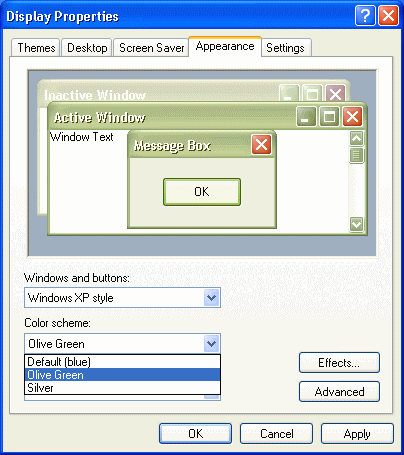 Display Properties
Themes Desktop Screen Saver Appearance Settings
Inactive Window
Active Window
Window Text
Message Box
OK
Windows and buttons:
Windows XP style
Color scheme:
Olive Green
Default (blue)
Olive Green
Silver
Effects...
Advanced
OK Cancel Apply